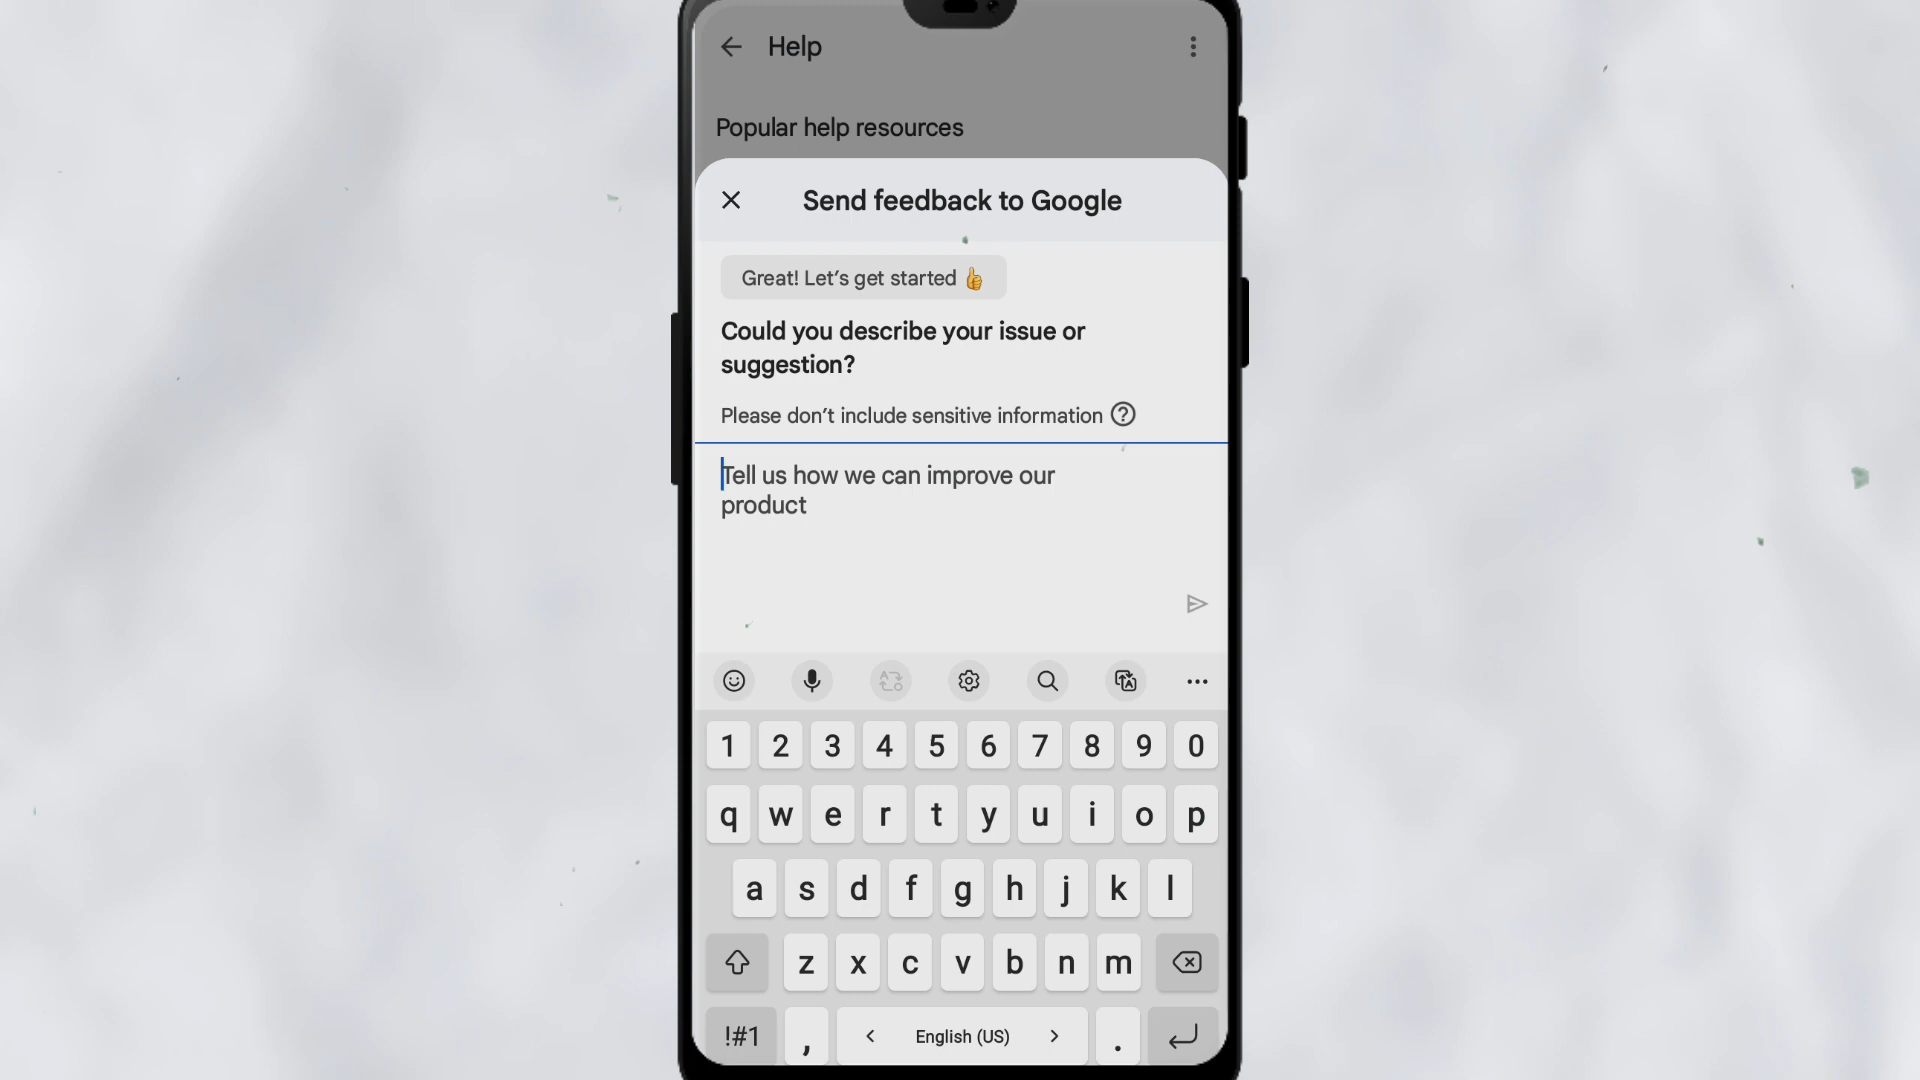 Help
Popular help resources
Send feedback to Google
Great! Let's get started 👍
Could you describe your issue or
suggestion?
Please don't include sensitive information
Tell us how we can improve our
product
1 2 3 4 5 6 7 8 9 0
q w e r t y u i o p
a s d f g h j k l
z x c v b n m
!#1 , < English (US) > .